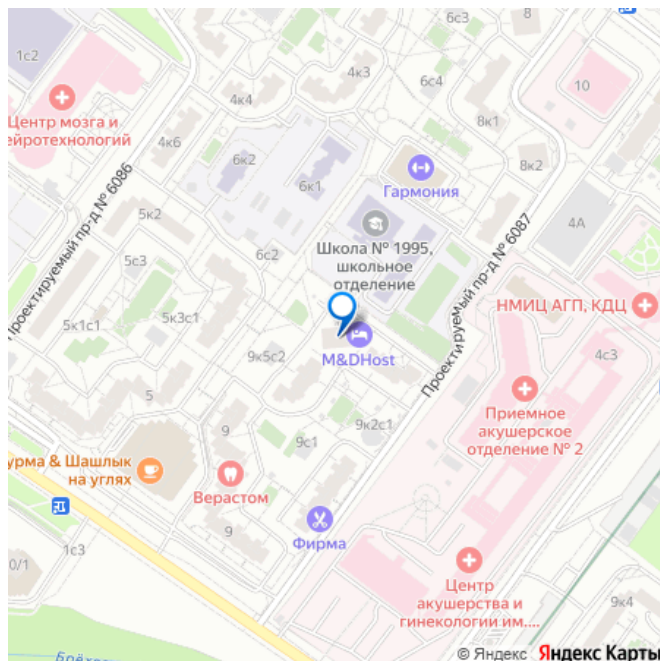 6с3
8
1с2
4к3
6с4
10
Центр мозга и
ейротехнологий
4к4
8к1
4к6
6к2
8к2
6к1
Гармония
Проектируемый пр-д № 6086
5к2
4А
Школа № 1995,
школьное
отделение
6с2
Проектируемый пр-д № 6087
5с3
НМИЦ АГП, КДЦ
5к1с1
5к3с1
9к5с2
M&DHost
4с3
5
Приемное
акушерское
отделение № 2
9
9к2с1
9с1
урма & Шашлык
на углях
Верастом
9
Фирма
1с3
0/1
Центр
акушерства и
гинекологии им....
9к4
Брёхо
© Яндекс Яндекс Карты